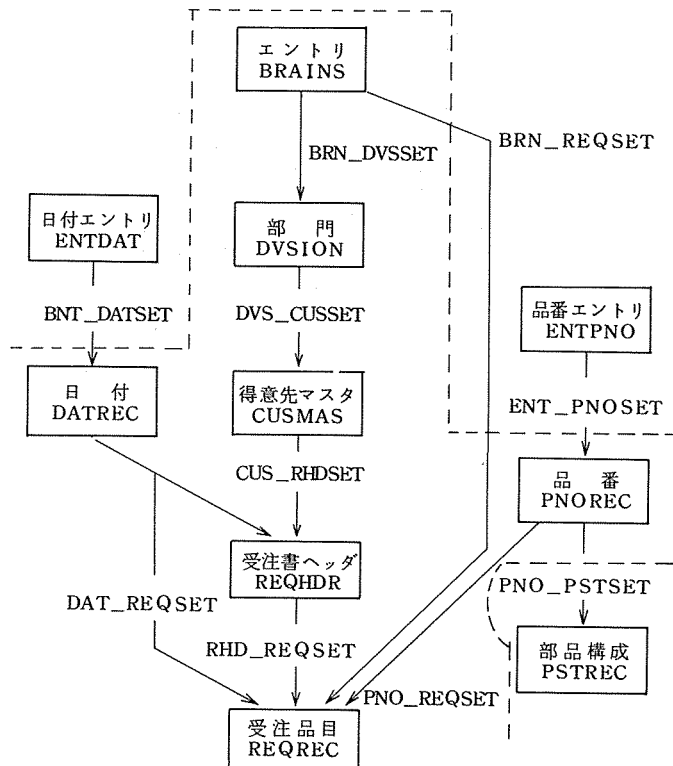 エントリ
BRAINS
BRN_DVSSET
BRN_REQSET
日付エントリ
ENTDAT
部 門
DVSION
BNT_DATSET
DVS_CUSSET
品番エントリ
ENTPNO
日 付
DATREC
得意先マスタ
CUSMAS
ENT_PNOSET
CUS_RHDSET
品 番
PNOREC
受注書ヘッダ
REQHDR
PNO_PSTSET
DAT_REQSET
RHD_REQSET
部品構成
PSTREC
PNO_REQSET
受注品目
REQREC